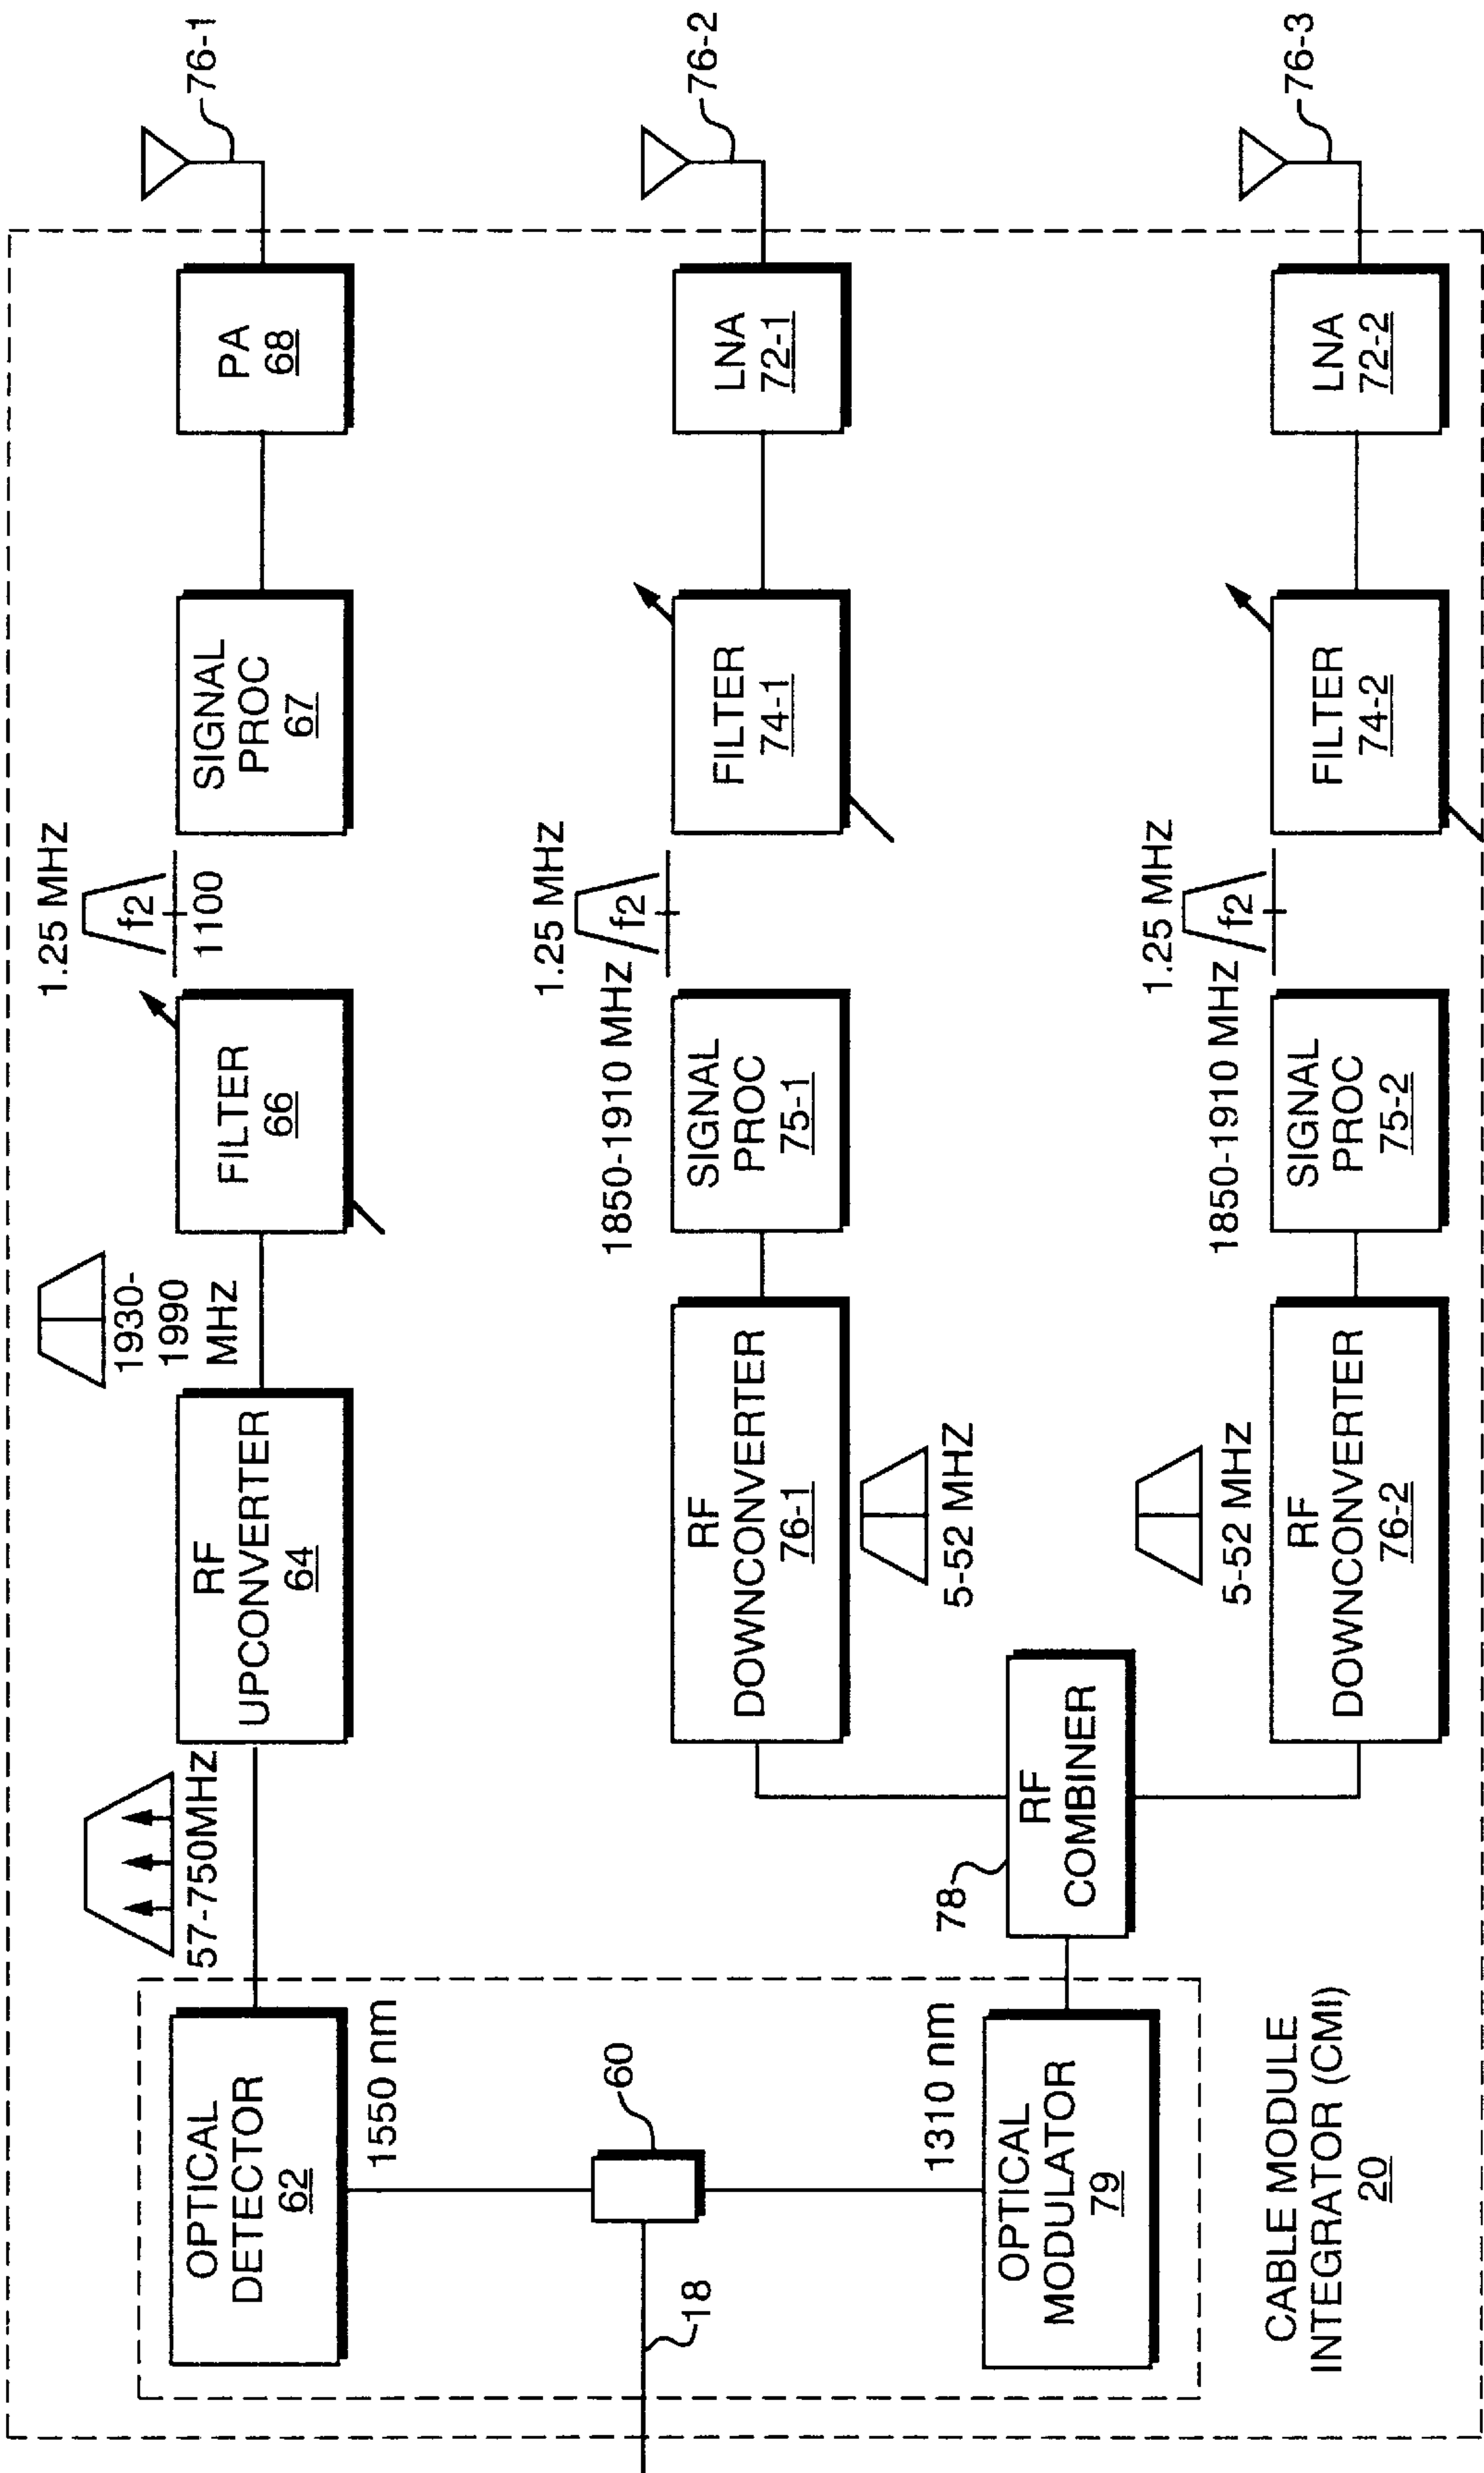 OPTICAL
DETECTOR
62
1550 nm
57-750MHz
RF
UPCONVERTER
64
1930-
1990
MHz
FILTER
66
1.25 MHz
f2
1100
SIGNAL
PROC
67
PA
68
76-1
18
60
RF
DOWNCONVERTER
76-1
5-52 MHZ
SIGNAL
PROC
75-1
1850-1910 MHz
1.25 MHz
f2
FILTER
74-1
LNA
72-1
76-2
OPTICAL
MODULATOR
79
1310 nm
78
RF
COMBINER
RF
DOWNCONVERTER
76-2
5-52 MHZ
SIGNAL
PROC
75-2
1850-1910 MHz
1.25 MHz
f2
FILTER
74-2
LNA
72-2
76-3
CABLE MODULE
INTEGRATOR (CMI)
20